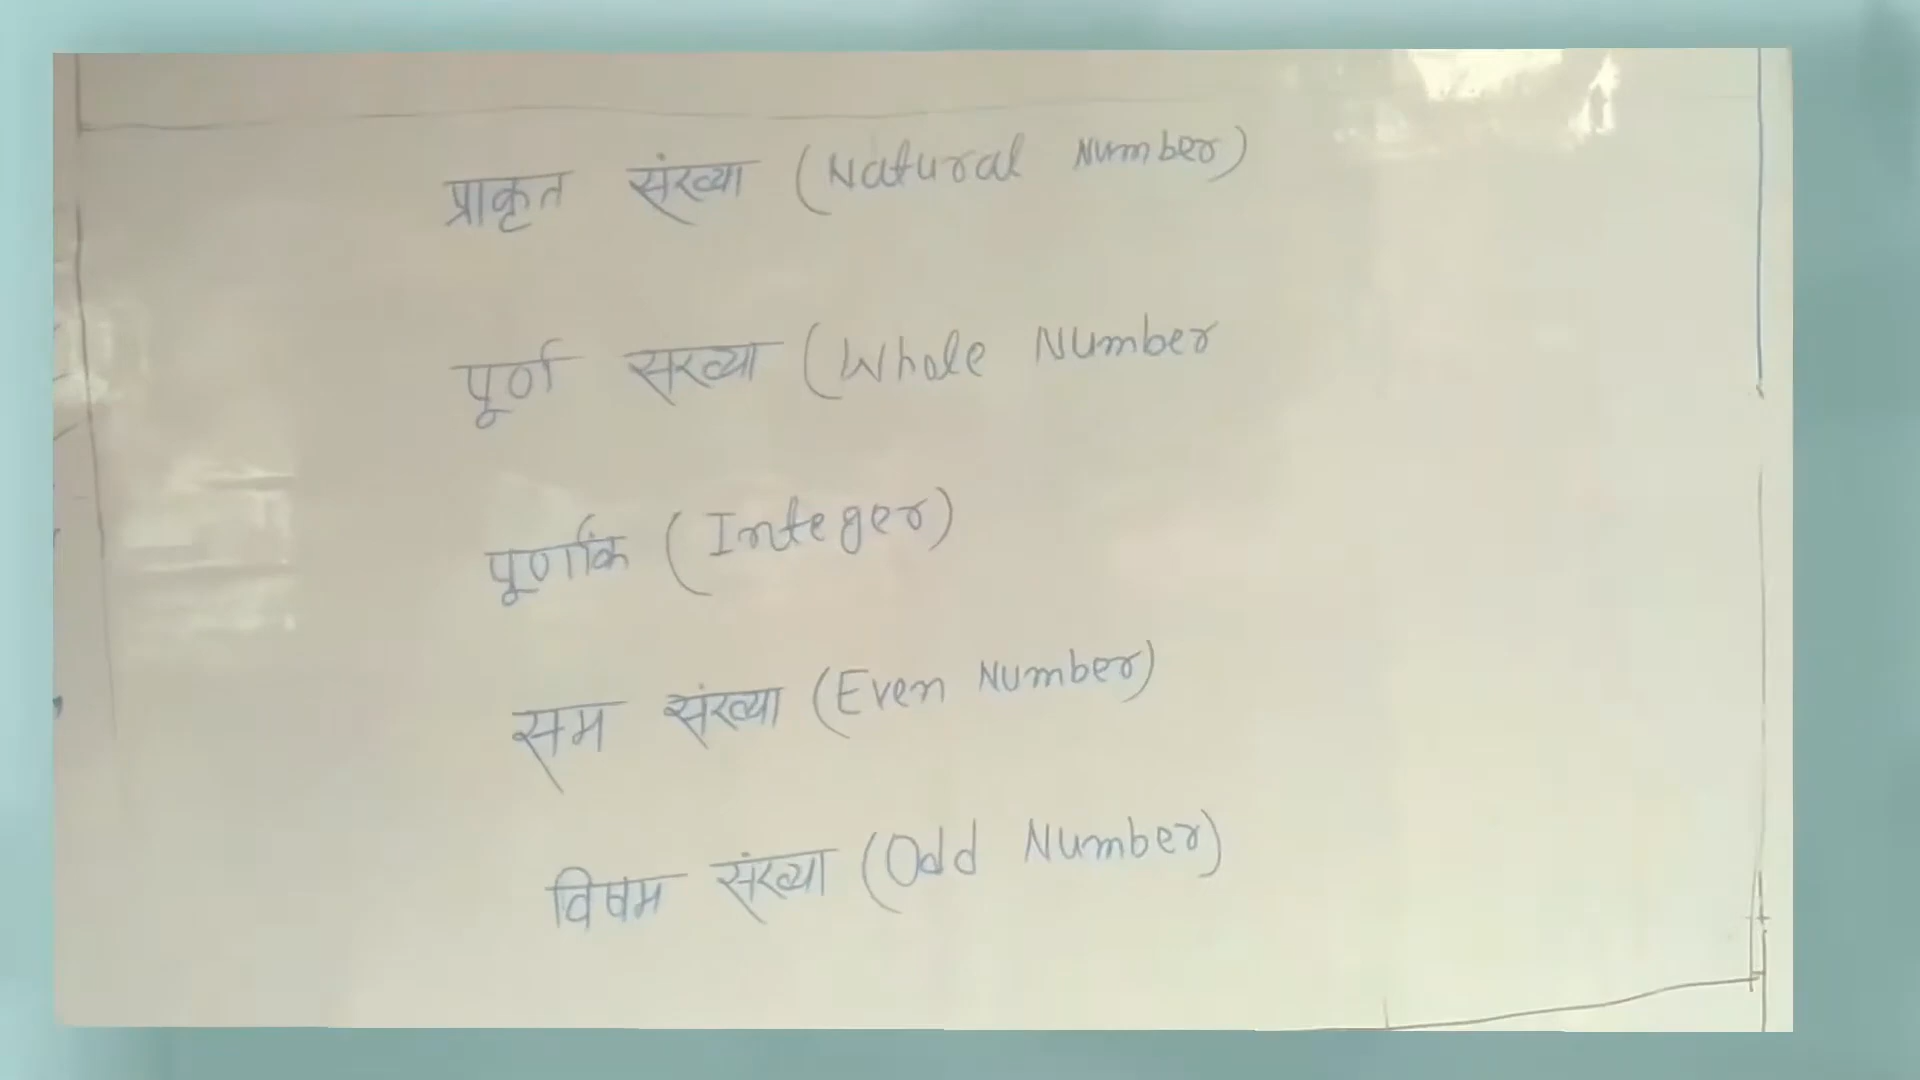 प्राकृत संख्या (Natural Number)
पूर्ण सख्या (Whole Number
पूर्णांक (Integer)
सम संख्या (Even Number)
विषम संख्या (Odd Number)